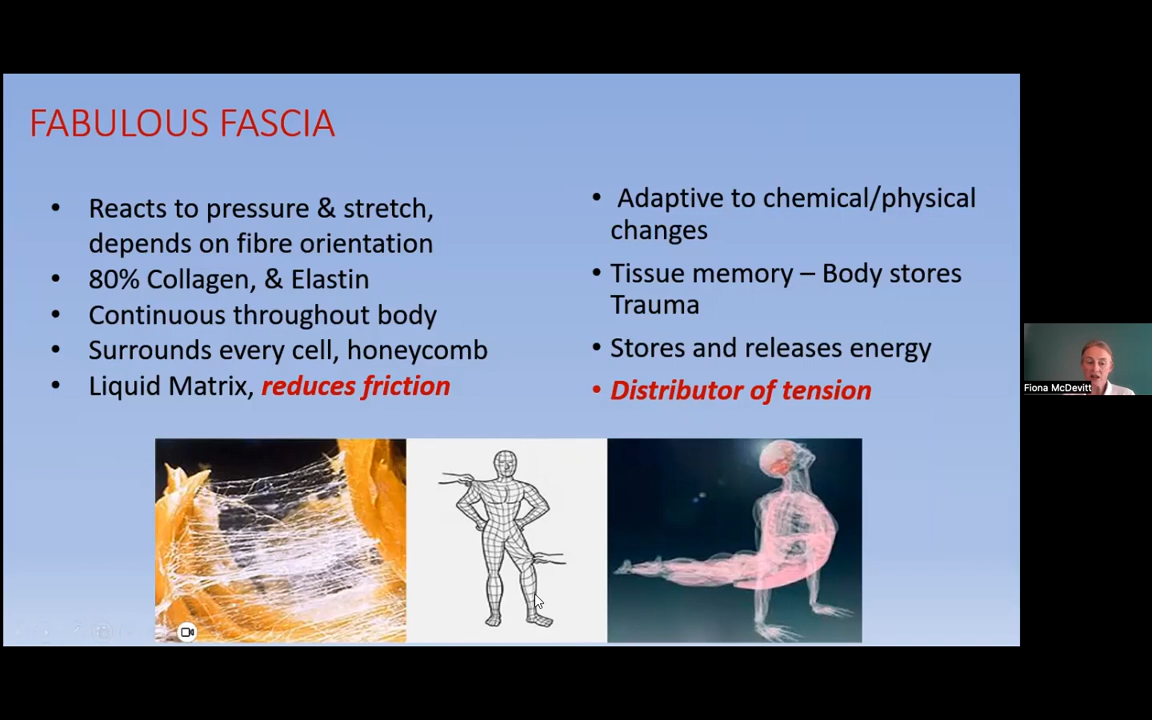 FABULOUS FASCIA
• Reacts to pressure & stretch,
depends on fibre orientation
• 80% Collagen, & Elastin
• Continuous throughout body
• Surrounds every cell, honeycomb
• Liquid Matrix, reduces friction
• Adaptive to chemical/physical
changes
• Tissue memory – Body stores
Trauma
• Stores and releases energy
• Distributor of tension
Fiona McDevitt